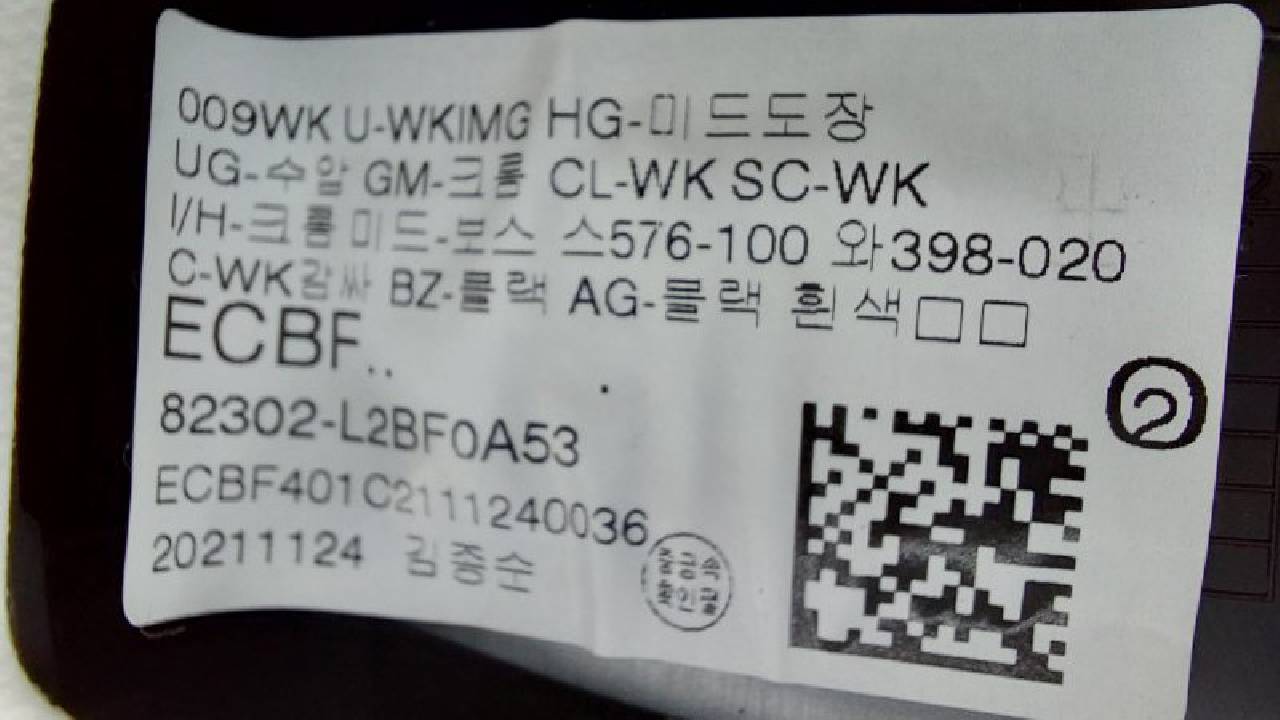 009WK U-WKIMG HG-미드도장
UG-수압 GM-크롬 CL-WK SC-WK
I/H-크롬미드-포스 스576-100 와398-020
C-WK감싸 BZ-블랙 AG-블랙 흰색□□
ECBF..
82302-L2BF0A53
ECBF401C2111240036
20211124 김종순
②